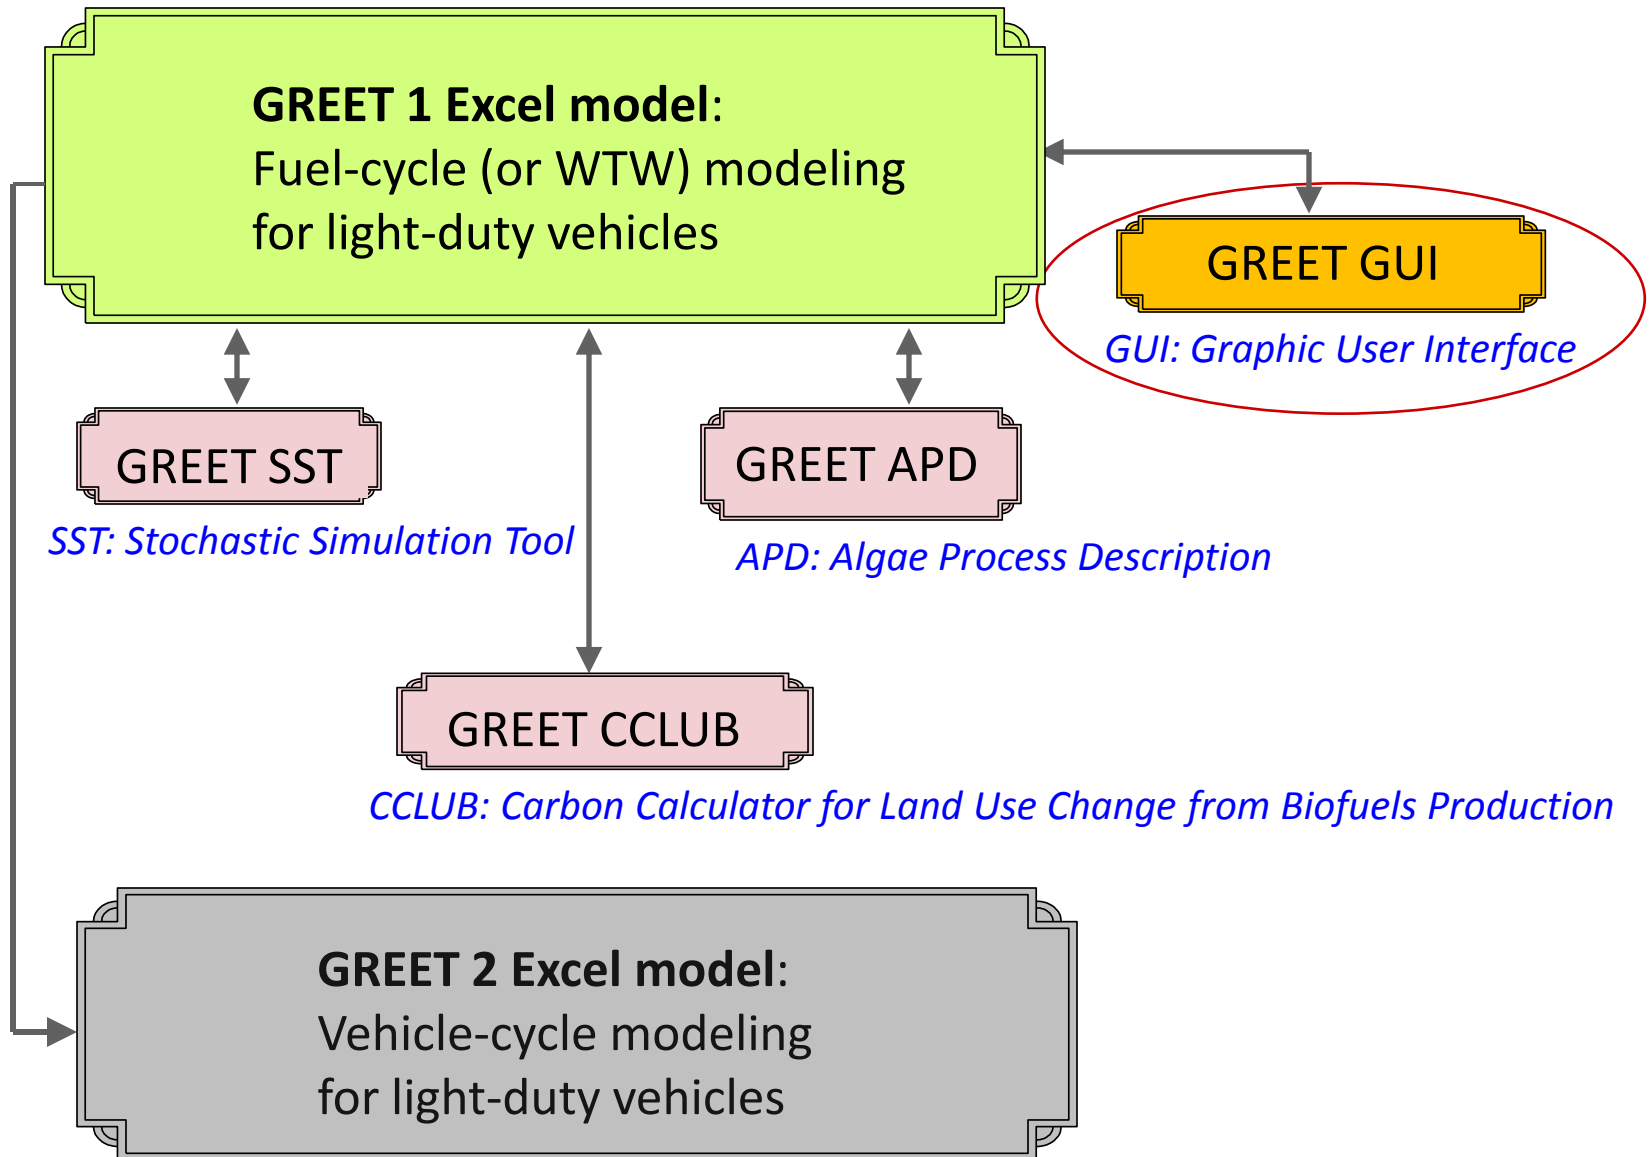 GREET 1 Excel model:
Fuel-cycle (or WTW) modeling
for light-duty vehicles
GREET GUI
GUI: Graphic User Interface
GREET SST
SST: Stochastic Simulation Tool
GREET APD
APD: Algae Process Description
GREET CCLUB
CCLUB: Carbon Calculator for Land Use Change from Biofuels Production
GREET 2 Excel model:
Vehicle-cycle modeling
for light-duty vehicles